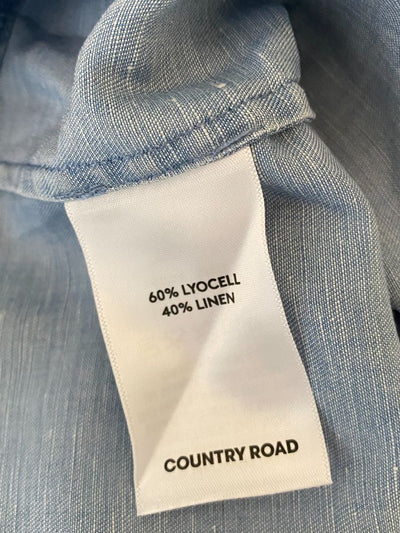 60% LYOCELL
40% LINEN
COUNTRY ROAD